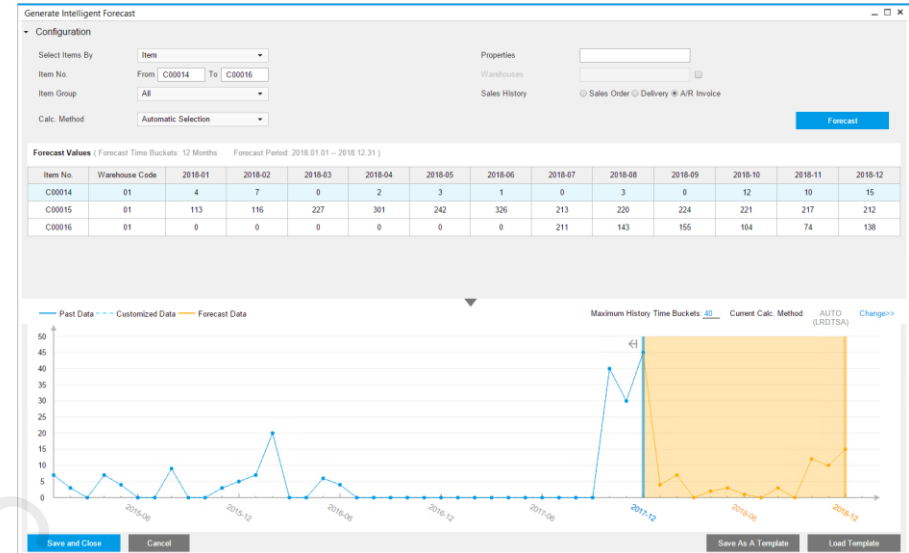 Generate Intelligent Forecast
Configuration
Select Items By Item Properties
Item No. From C00014 To C00016 Warehouses
Item Group All Sales History Sales Order Delivery A/R Invoice
Calc. Method Automatic Selection Forecast
Forecast Values ( Forecast Time Buckets: 12 Months Forecast Period: 2018.01.01 -- 2018.12.31 )
Item No. Warehouse Code 2018-01 2018-02 2018-03 2018-04 2018-05 2018-06 2018-07 2018-08 2018-09 2018-10 2018-11 2018-12
C00014 01 4 7 0 2 3 1 0 3 0 12 10 15
C00015 01 113 116 227 301 242 326 213 220 224 221 217 212
C00016 01 0 0 0 0 0 0 211 143 155 104 74 138
Past Data Customized Data Forecast Data Maximum History Time Buckets: 40 Current Calc. Method: AUTO Change>>
(LRDTSA)
50
45
40
35
30
25
20
15
10
5
0
2015-06 2015-12 2016-06 2016-12 2017-06 2017-12 2018-06 2018-12
Save and Close Cancel Save As A Template Load Template